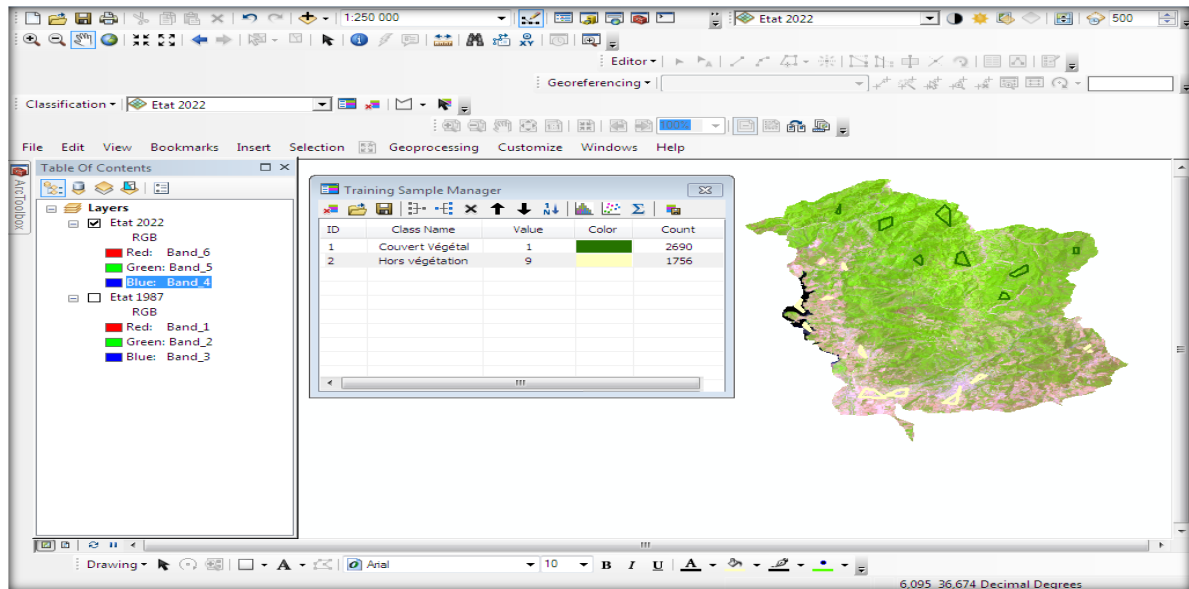 1:250 000
Etat 2022
500
Editor
Georeferencing
Classification
Etat 2022
100%
File Edit View Bookmarks Insert Selection Geoprocessing Customize Windows Help
ArcToolbox
Table Of Contents
Layers
Etat 2022
RGB
Red: Band_6
Green: Band_5
Blue: Band_4
Etat 1987
RGB
Red: Band_1
Green: Band_2
Blue: Band_3
Training Sample Manager
ID Class Name Value Color Count
1 Couvert Végétal 1 2690
2 Hors végétation 9 1756
Drawing A Arial 10 B I U A
6,095 36,674 Decimal Degrees